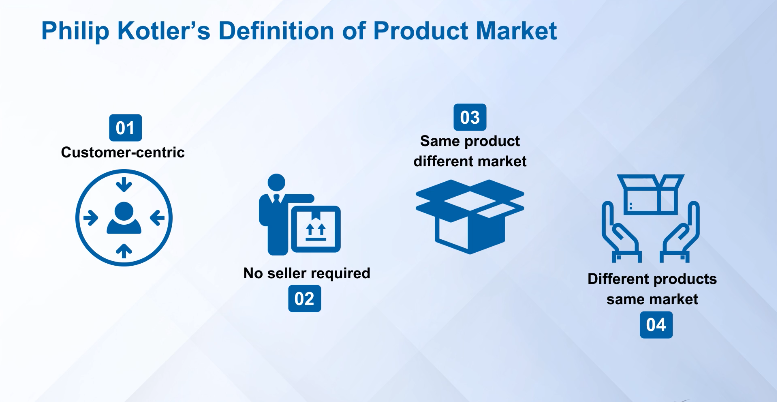 Philip Kotler’s Definition of Product Market
01
Customer-centric
No seller required
02
03
Same product
different market
Different products
same market
04